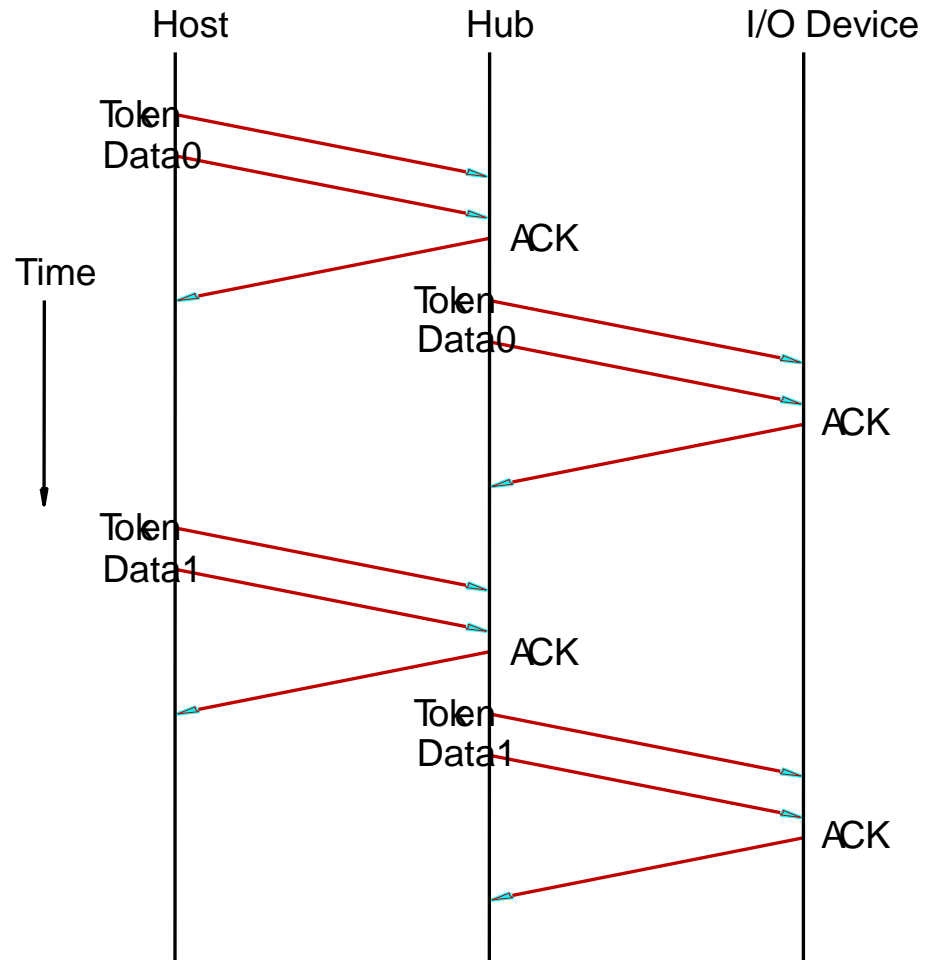 Host Hub I/O Device
Token
Data0
ACK
Time
Token
Data0
ACK
Token
Data1
ACK
Token
Data1
ACK